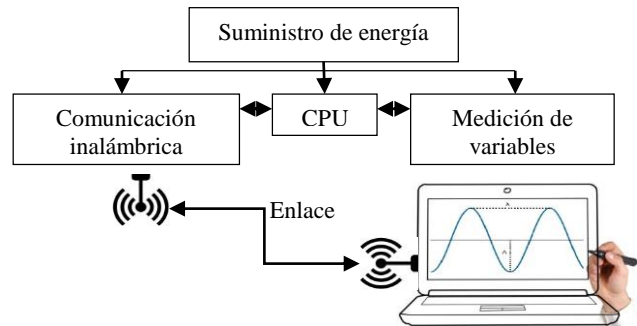 Suministro de energía
Comunicación
inalámbrica
CPU
Medición de
variables
Enlace